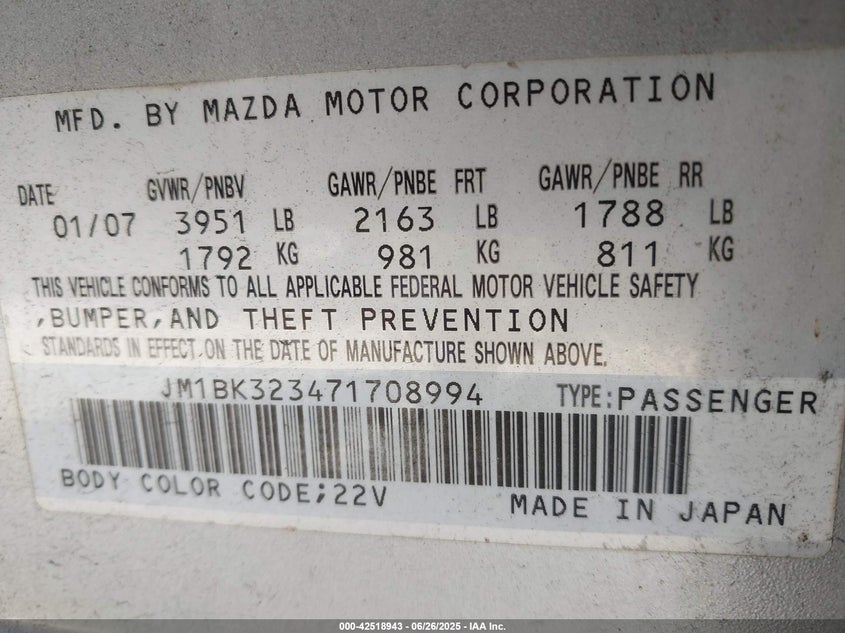 MFD. BY MAZDA MOTOR CORPORATION
DATE GVWR/PNBV GAWR/PNBE FRT GAWR/PNBE RR
01/07 3951 LB 2163 LB 1788 LB
1792 KG 981 KG 811 KG
THIS VEHICLE CONFORMS TO ALL APPLICABLE FEDERAL MOTOR VEHICLE SAFETY
,BUMPER,AND THEFT PREVENTION
STANDARDS IN EFFECT ON THE DATE OF MANUFACTURE SHOWN ABOVE.
JM1BK323471708994 TYPE:PASSENGER
BODY COLOR CODE;22V MADE IN JAPAN
000-42518943 - 06/26/2025 - IAA Inc.